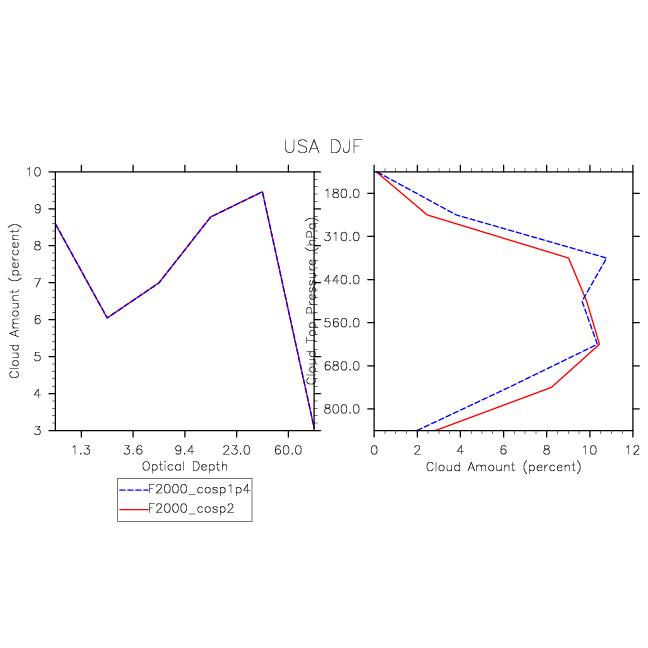 USA DJF
10
9
8
7
6
5
4
3
Cloud Amount (percent)
1.3 3.6 9.4 23.0 60.0
Optical Depth
F2000_cosp1p4
F2000_cosp2
Cloud Top Pressure (hPa)
180.0
310.0
440.0
560.0
680.0
800.0
0 2 4 6 8 10 12
Cloud Amount (percent)